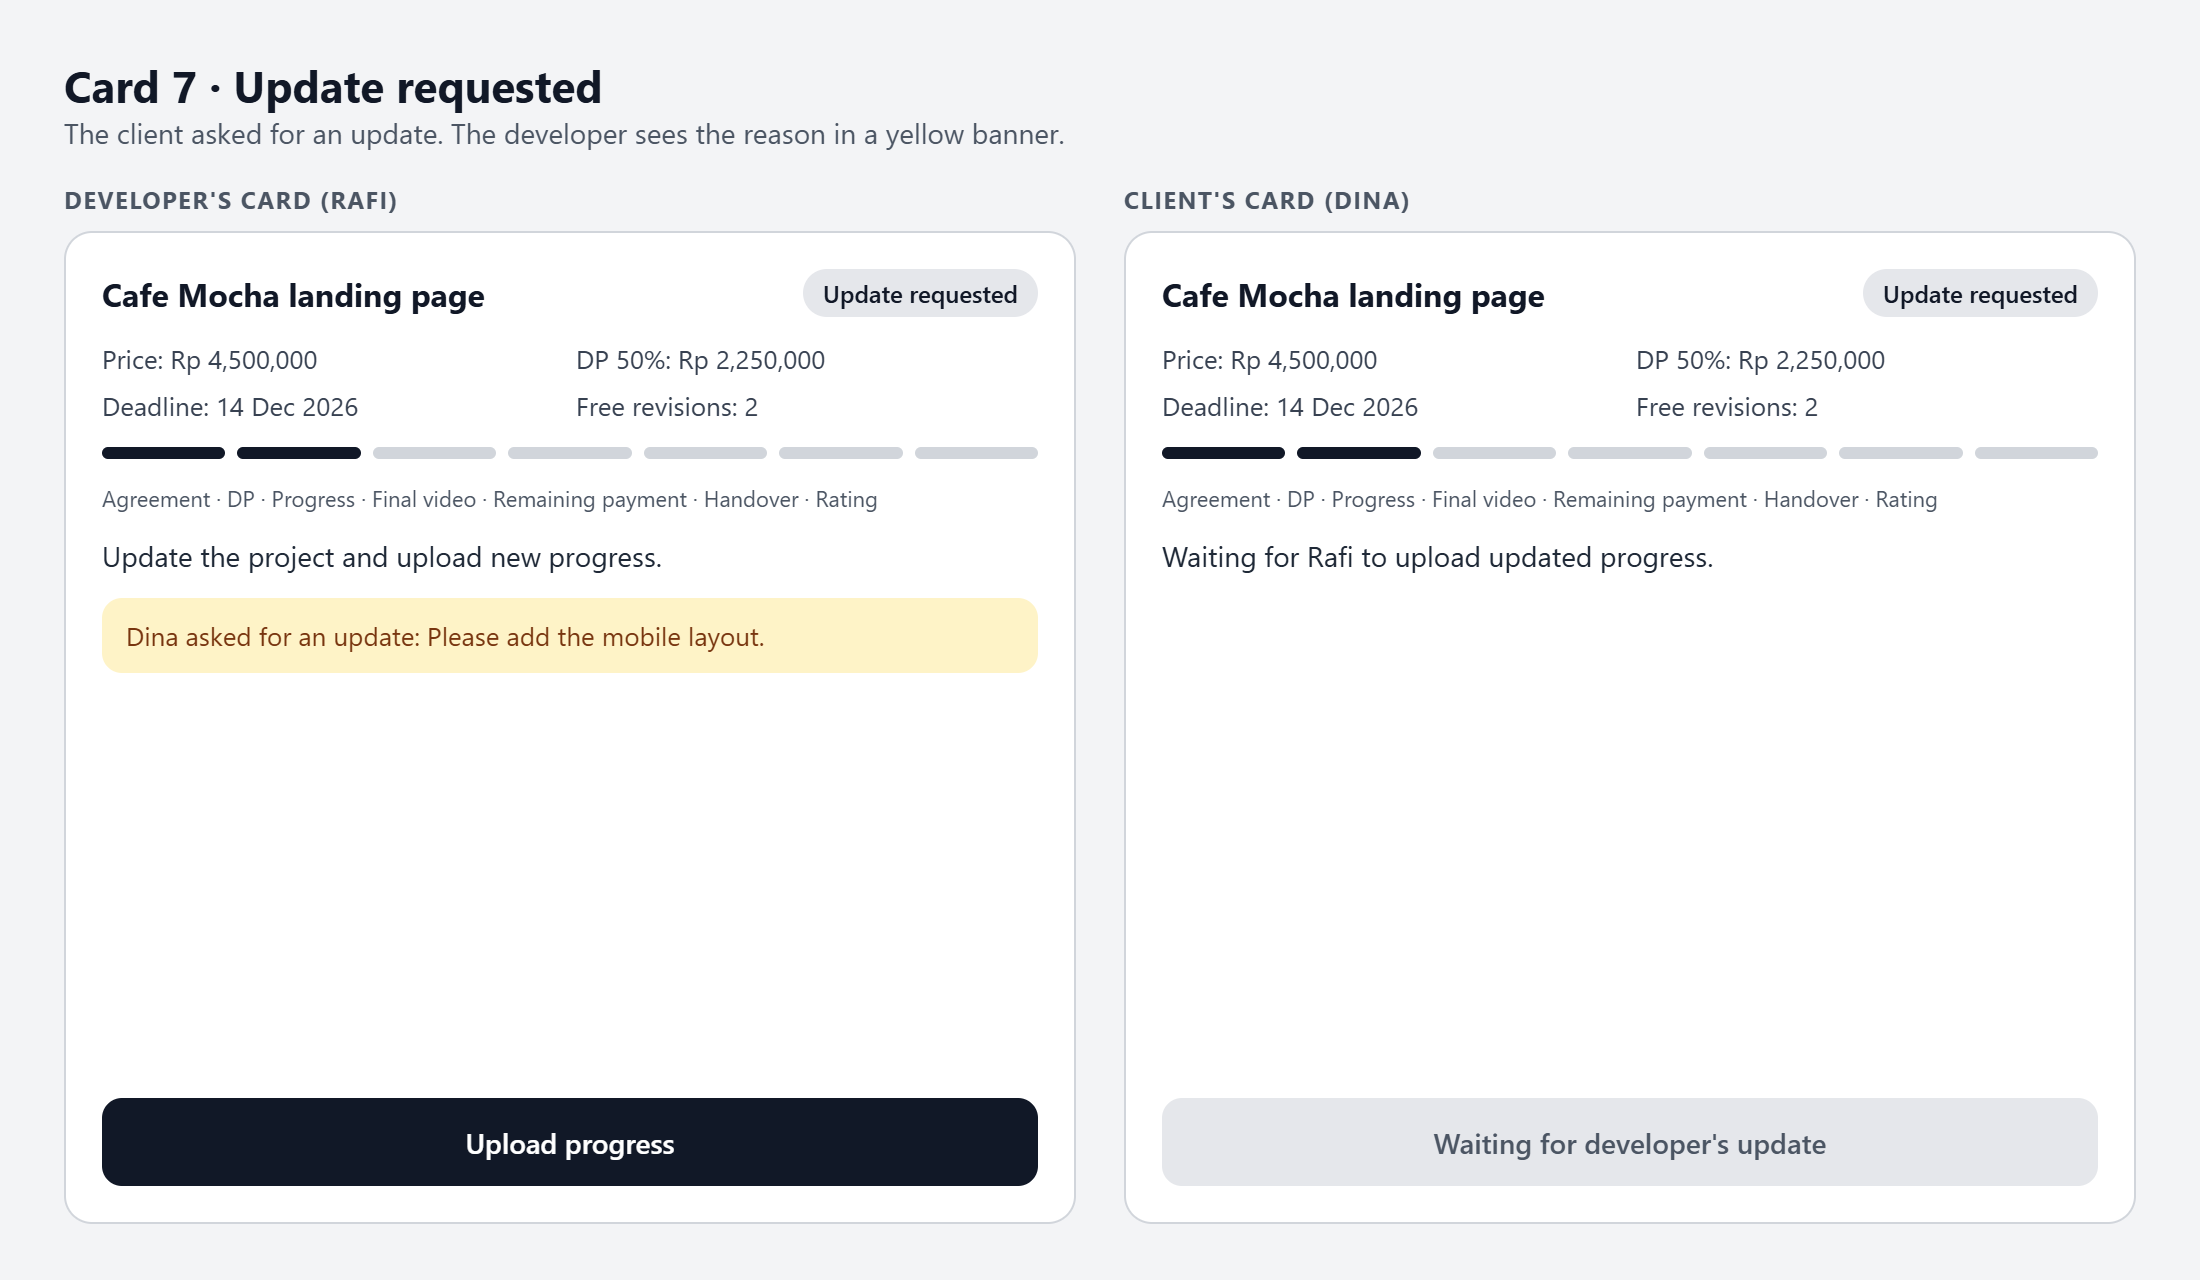 Card 7 · Update requested
The client asked for an update. The developer sees the reason in a yellow banner.
DEVELOPER'S CARD (RAFI)
Cafe Mocha landing page
Update requested
Price: Rp 4,500,000
DP 50%: Rp 2,250,000
Deadline: 14 Dec 2026
Free revisions: 2
Agreement · DP · Progress · Final video · Remaining payment · Handover · Rating
Update the project and upload new progress.
Dina asked for an update: Please add the mobile layout.
Upload progress
CLIENT'S CARD (DINA)
Cafe Mocha landing page
Update requested
Price: Rp 4,500,000
DP 50%: Rp 2,250,000
Deadline: 14 Dec 2026
Free revisions: 2
Agreement · DP · Progress · Final video · Remaining payment · Handover · Rating
Waiting for Rafi to upload updated progress.
Waiting for developer's update